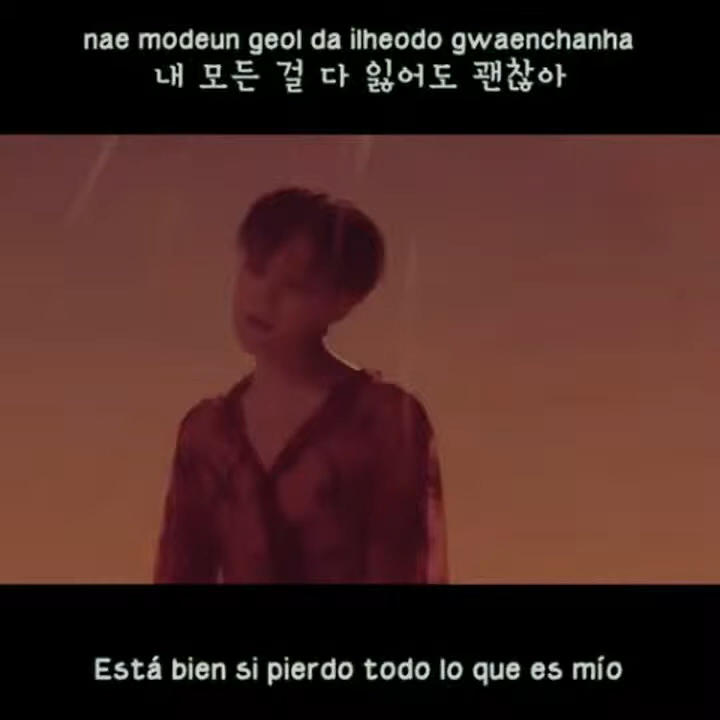 nae modeun geol da ilheodo gwaenchanha
내 모든 걸 다 잃어도 괜찮아
Está bien si pierdo todo lo que es mío